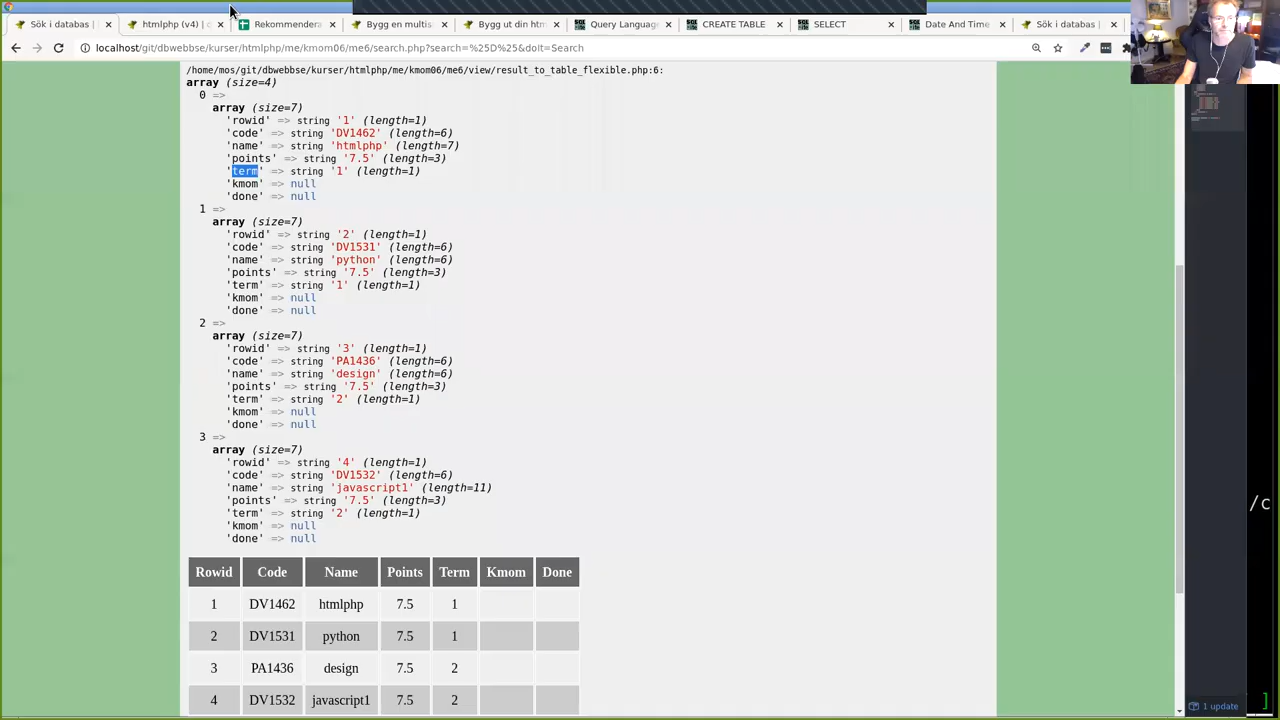 Sök i databas |
htmlphp (v4) | c
Rekommendera
Bygg en multis
Bygg ut din htm
Query Languag
CREATE TABLE
SELECT
Date And Time
Sök i databas |
localhost/git/dbwebbse/kurser/htmlphp/me/kmom06/me6/search.php?search=%25D%25&doIt=Search
/home/mos/git/dbwebbse/kurser/htmlphp/me/kmom06/me6/view/result_to_table_flexible.php:6:
array (size=4)
0 =>
array (size=7)
'rowid' => string '1' (length=1)
'code' => string 'DV1462' (length=6)
'name' => string 'htmlphp' (length=7)
'points' => string '7.5' (length=3)
'term' => string '1' (length=1)
'kmom' => null
'done' => null
1 =>
array (size=7)
'rowid' => string '2' (length=1)
'code' => string 'DV1531' (length=6)
'name' => string 'python' (length=6)
'points' => string '7.5' (length=3)
'term' => string '1' (length=1)
'kmom' => null
'done' => null
2 =>
array (size=7)
'rowid' => string '3' (length=1)
'code' => string 'PA1436' (length=6)
'name' => string 'design' (length=6)
'points' => string '7.5' (length=3)
'term' => string '2' (length=1)
'kmom' => null
'done' => null
3 =>
array (size=7)
'rowid' => string '4' (length=1)
'code' => string 'DV1532' (length=6)
'name' => string 'javascript1' (length=11)
'points' => string '7.5' (length=3)
'term' => string '2' (length=1)
'kmom' => null
'done' => null
Rowid Code Name Points Term Kmom Done
1 DV1462 htmlphp 7.5 1
2 DV1531 python 7.5 1
3 PA1436 design 7.5 2
4 DV1532 javascript1 7.5 2
/c
]
1 update